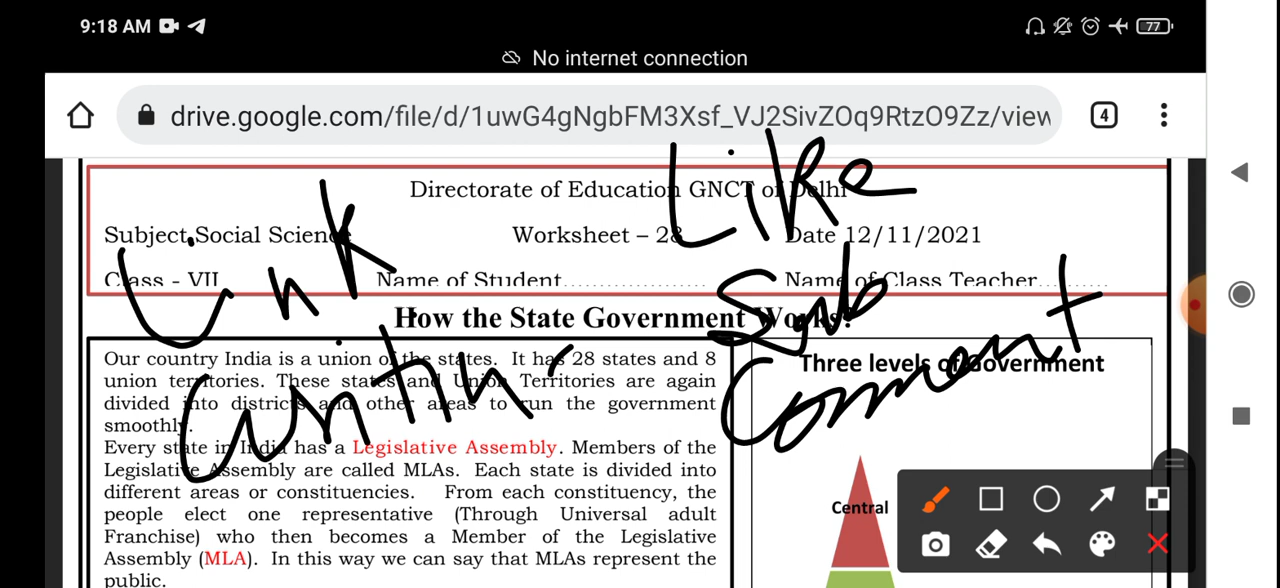 9:18 AM
77
No internet connection
drive.google.com/file/d/1uwG4gNgbFM3Xsf_VJ2SivZOq9RtzO9Zz/view
4
Like
Directorate of Education GNCT of Delhi
Subject Social Science Worksheet – 28 Date 12/11/2021
Class - VII Name of Student........................ Name of Class Teacher...........
Link
Sub
Comment
How the State Government Works?
Our country India is a union of the states. It has 28 states and 8
union territories. These states and Union Territories are again
divided into districts and other areas to run the government
smoothly.
Every state in India has a Legislative Assembly. Members of the
Legislative Assembly are called MLAs. Each state is divided into
different areas or constituencies. From each constituency, the
people elect one representative (Through Universal adult
Franchise) who then becomes a Member of the Legislative
Assembly (MLA). In this way we can say that MLAs represent the
public.
Three levels of Government
Central